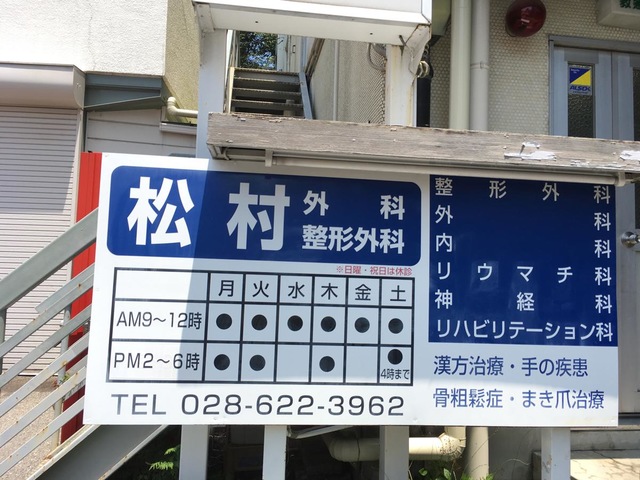 松村 外科
整形外科
※日曜・祝日は休診
月 火 水 木 金 土
AM9～12時 ● ● ● ● ● ●
PM2～6時 ● ● ● ●
4時まで
TEL 028-622-3962
整形外科
外科
内科
リウマチ科
神経科
リハビリテーション科
漢方治療・手の疾患
骨粗鬆症・まき爪治療
ALSOK